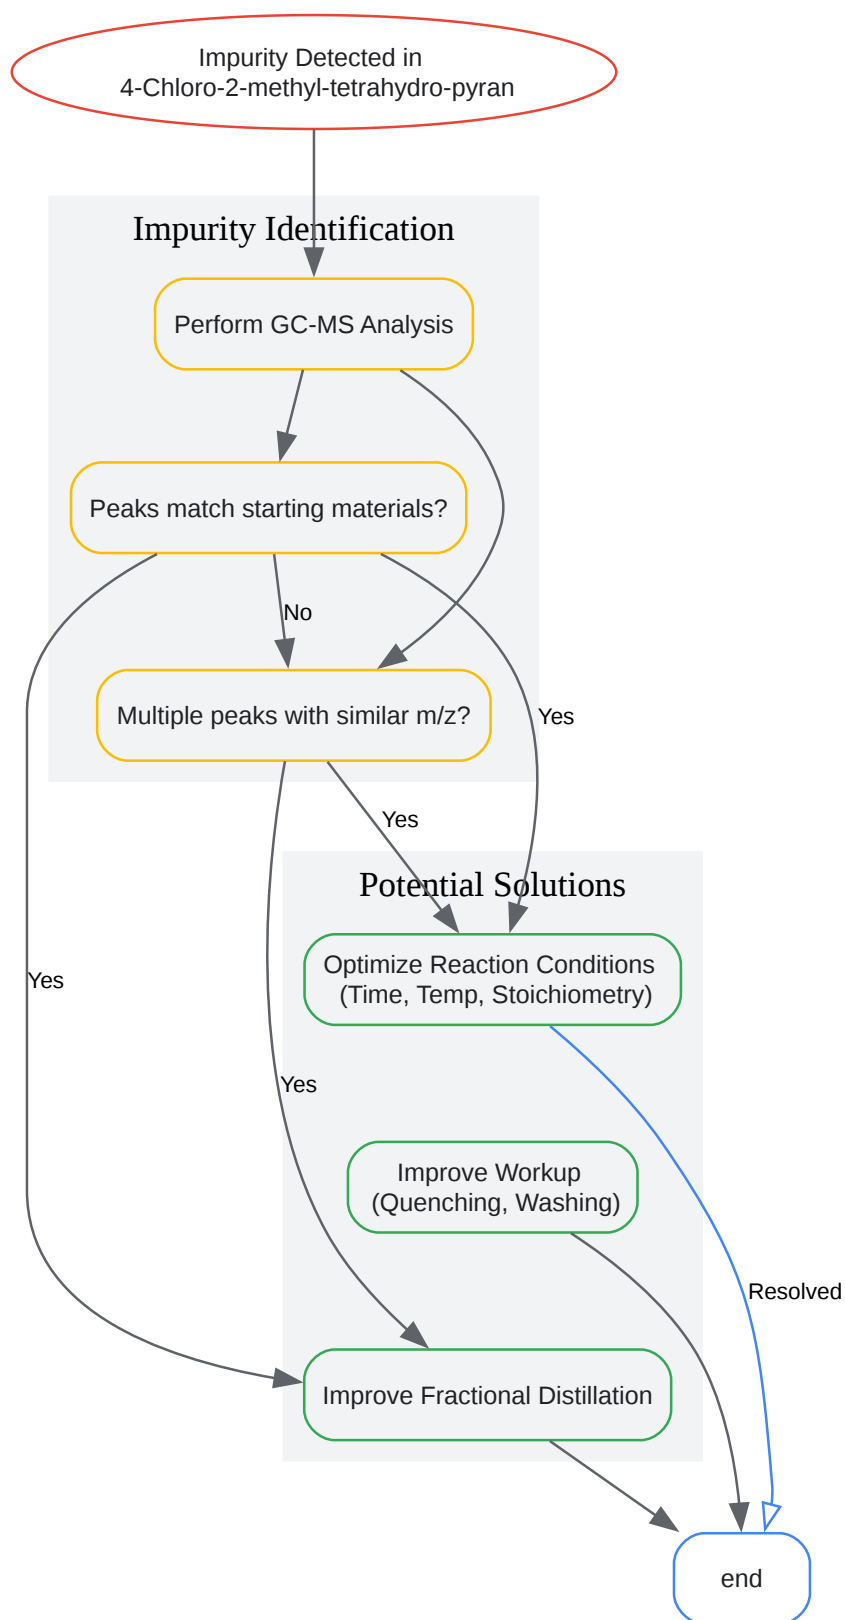 Impurity Detected in
4-Chloro-2-methyl-tetrahydro-pyran
Impurity Identification
Perform GC-MS Analysis
Peaks match starting materials?
No
Multiple peaks with similar m/z?
Yes
Yes
Potential Solutions
Optimize Reaction Conditions
(Time, Temp, Stoichiometry)
Yes
Yes
Improve Workup
(Quenching, Washing)
Resolved
Improve Fractional Distillation
end